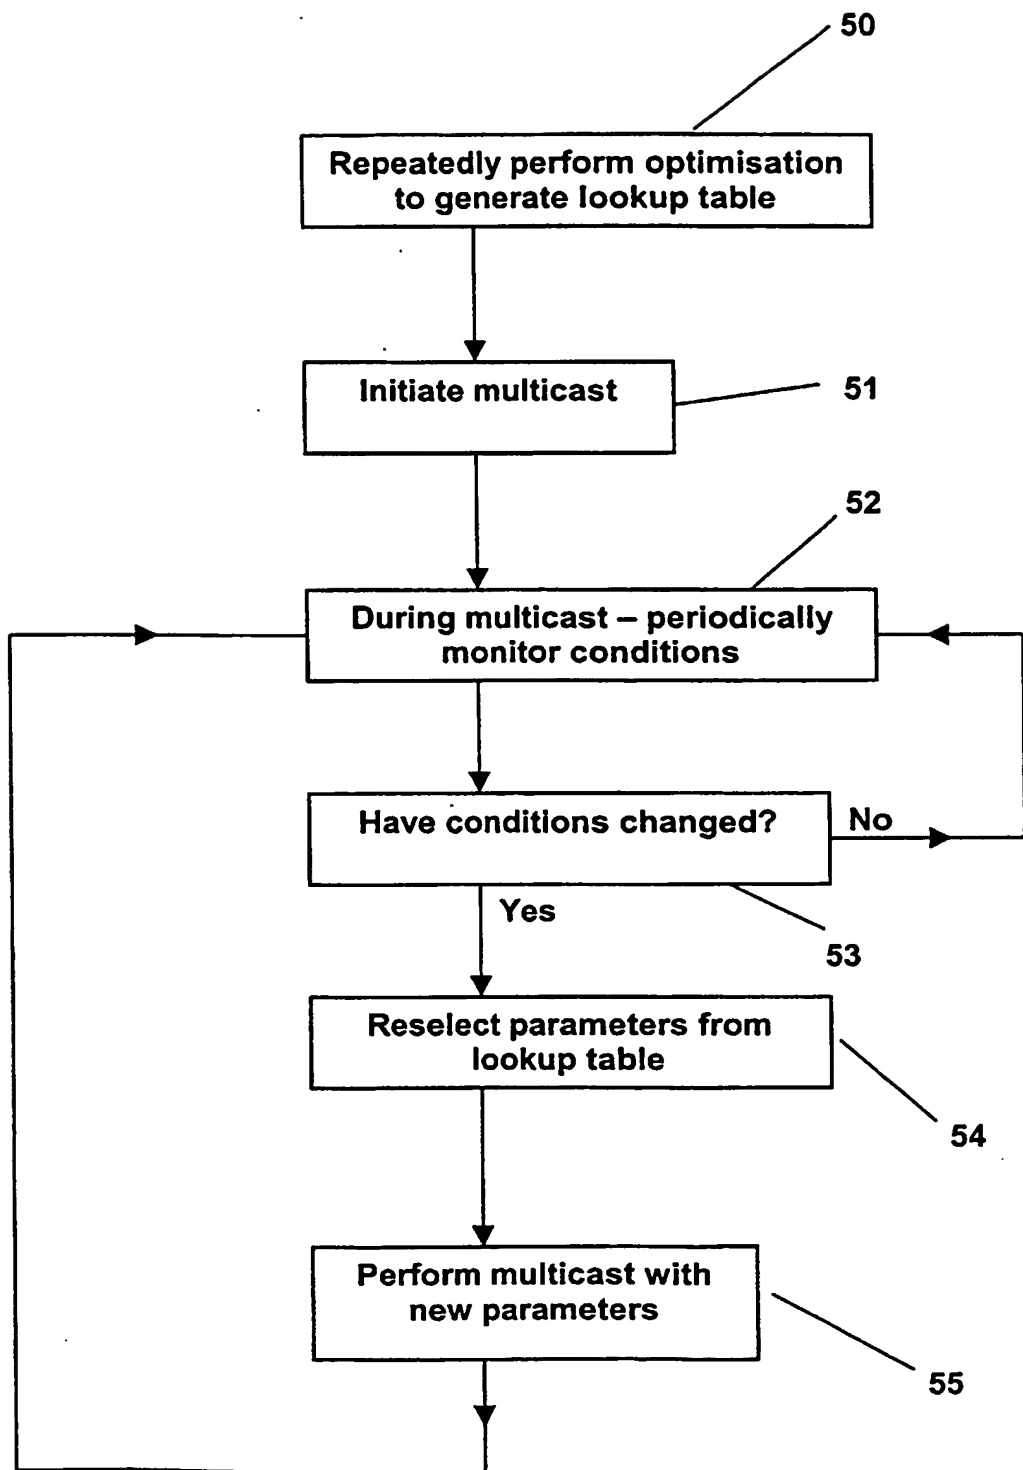 50
Repeatedly perform optimisation
to generate lookup table
Initiate multicast
51
52
During multicast – periodically
monitor conditions
Have conditions changed?
No
Yes
53
Reselect parameters from
lookup table
54
Perform multicast with
new parameters
55